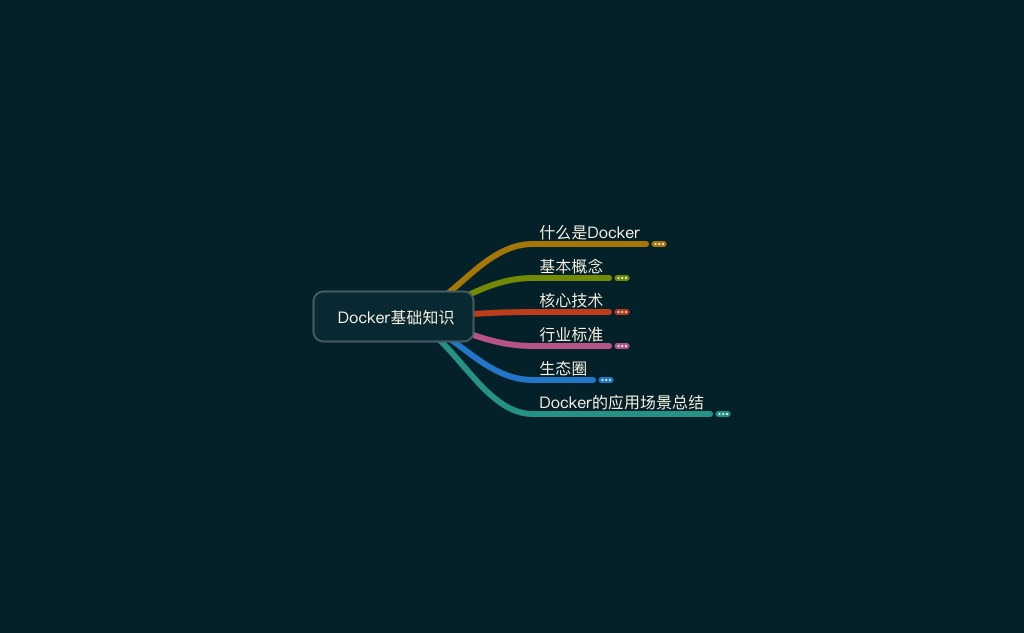 什么是Docker
基本概念
核心技术
Docker基础知识
行业标准
生态圈
Docker的应用场景总结